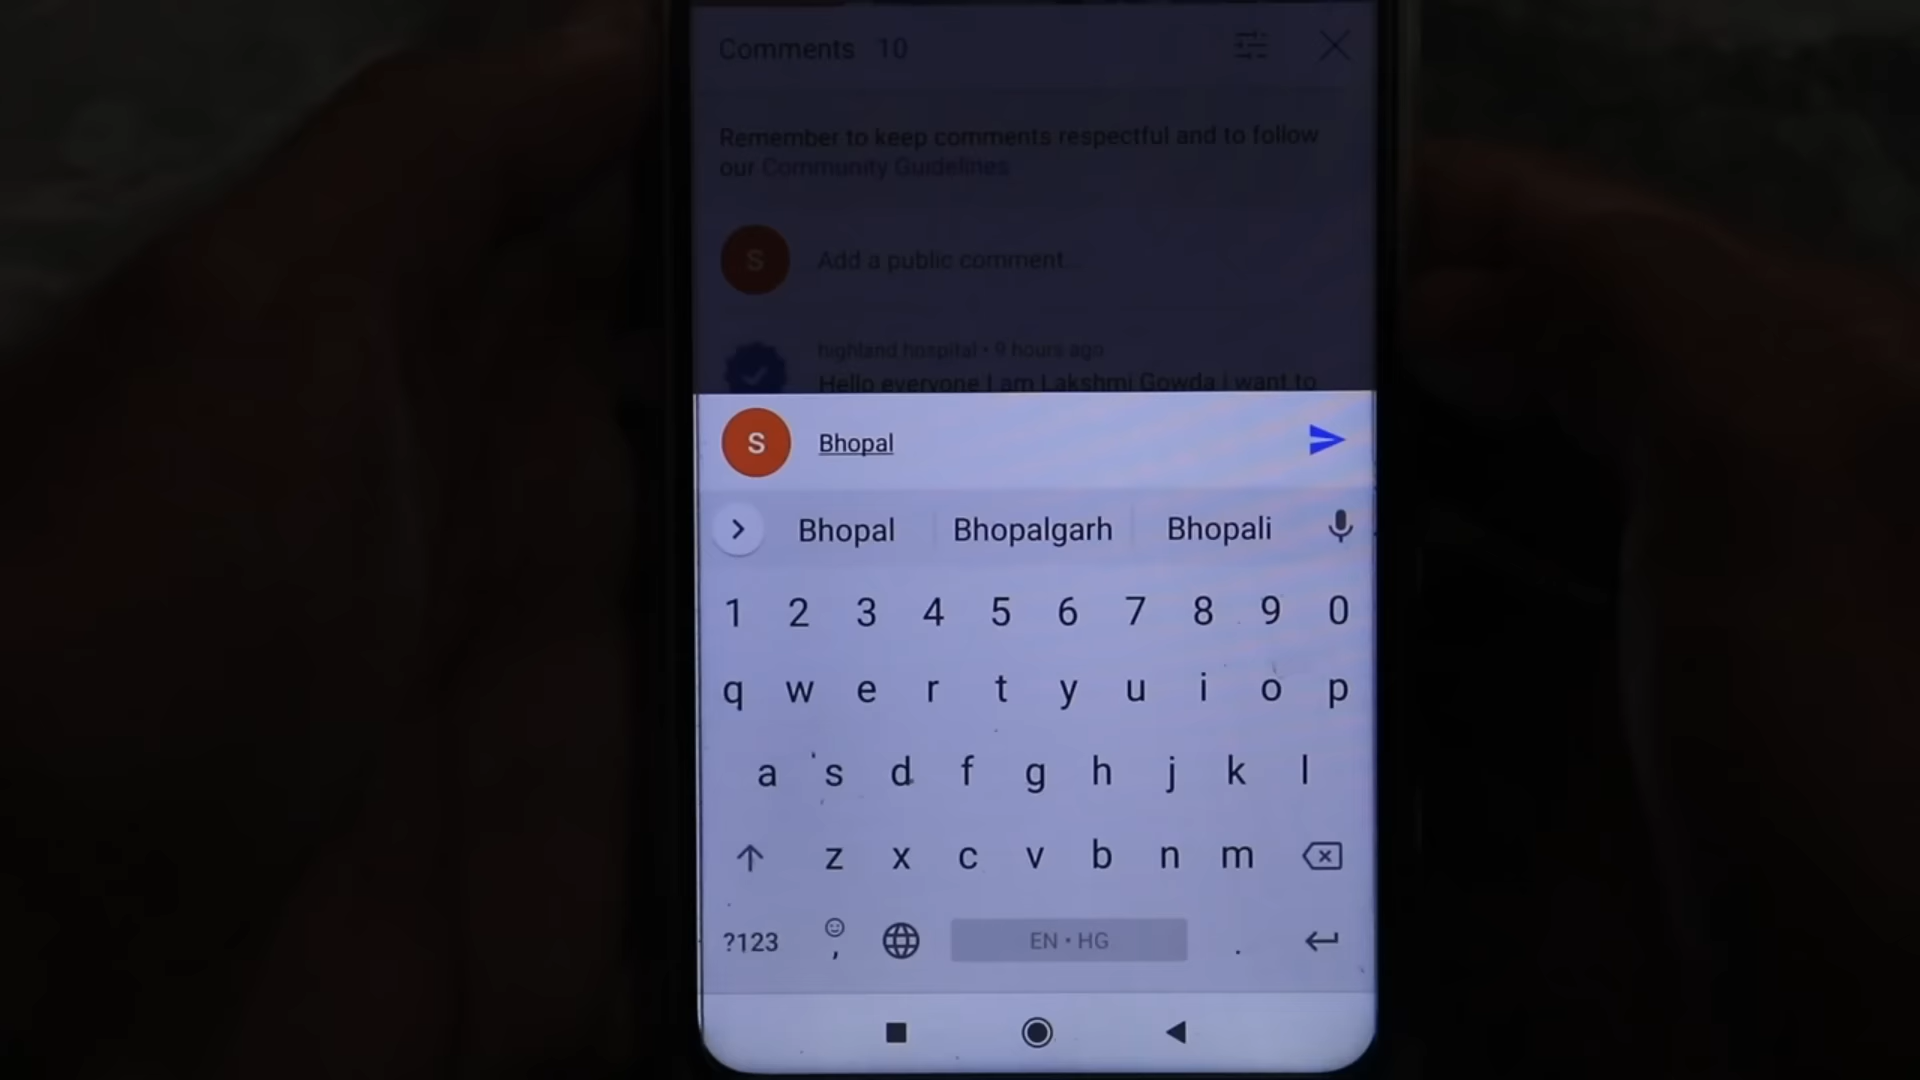 Comments 10
Remember to keep comments respectful and to follow
our Community Guidelines
S Add a public comment...
highland hospital • 9 hours ago
Hello everyone I am Lakshmi Gowda i want to
S Bhopal
Bhopal Bhopalgarh Bhopali
1 2 3 4 5 6 7 8 9 0
q w e r t y u i o p
a s d f g h j k l
z x c v b n m
?123 , EN • HG .